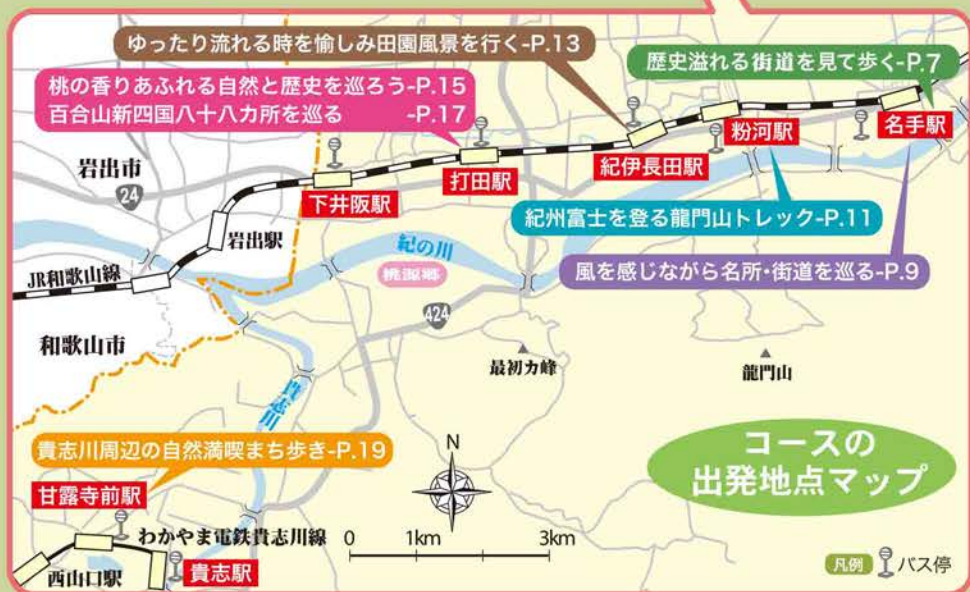 ゆったり流れる時を愉しみ田園風景を行く-P.13
歴史溢れる街道を見て歩く-P.7
桃の香りあふれる自然と歴史を巡ろう-P.15
百合山新四国八十八カ所を巡る -P.17
粉河駅
名手駅
紀伊長田駅
打田駅
岩出市
24
下井阪駅
紀州富士を登る龍門山トレック-P.11
岩出駅
紀の川
桃源郷
風を感じながら名所・街道を巡る-P.9
JR和歌山線
424
和歌山市
最初カ峰
龍門山
貴志川
コースの
出発地点マップ
貴志川周辺の自然満喫まち歩き-P.19
N
甘露寺前駅
わかやま電鉄貴志川線
0 1km 3km
西山口駅
貴志駅
凡例 バス停